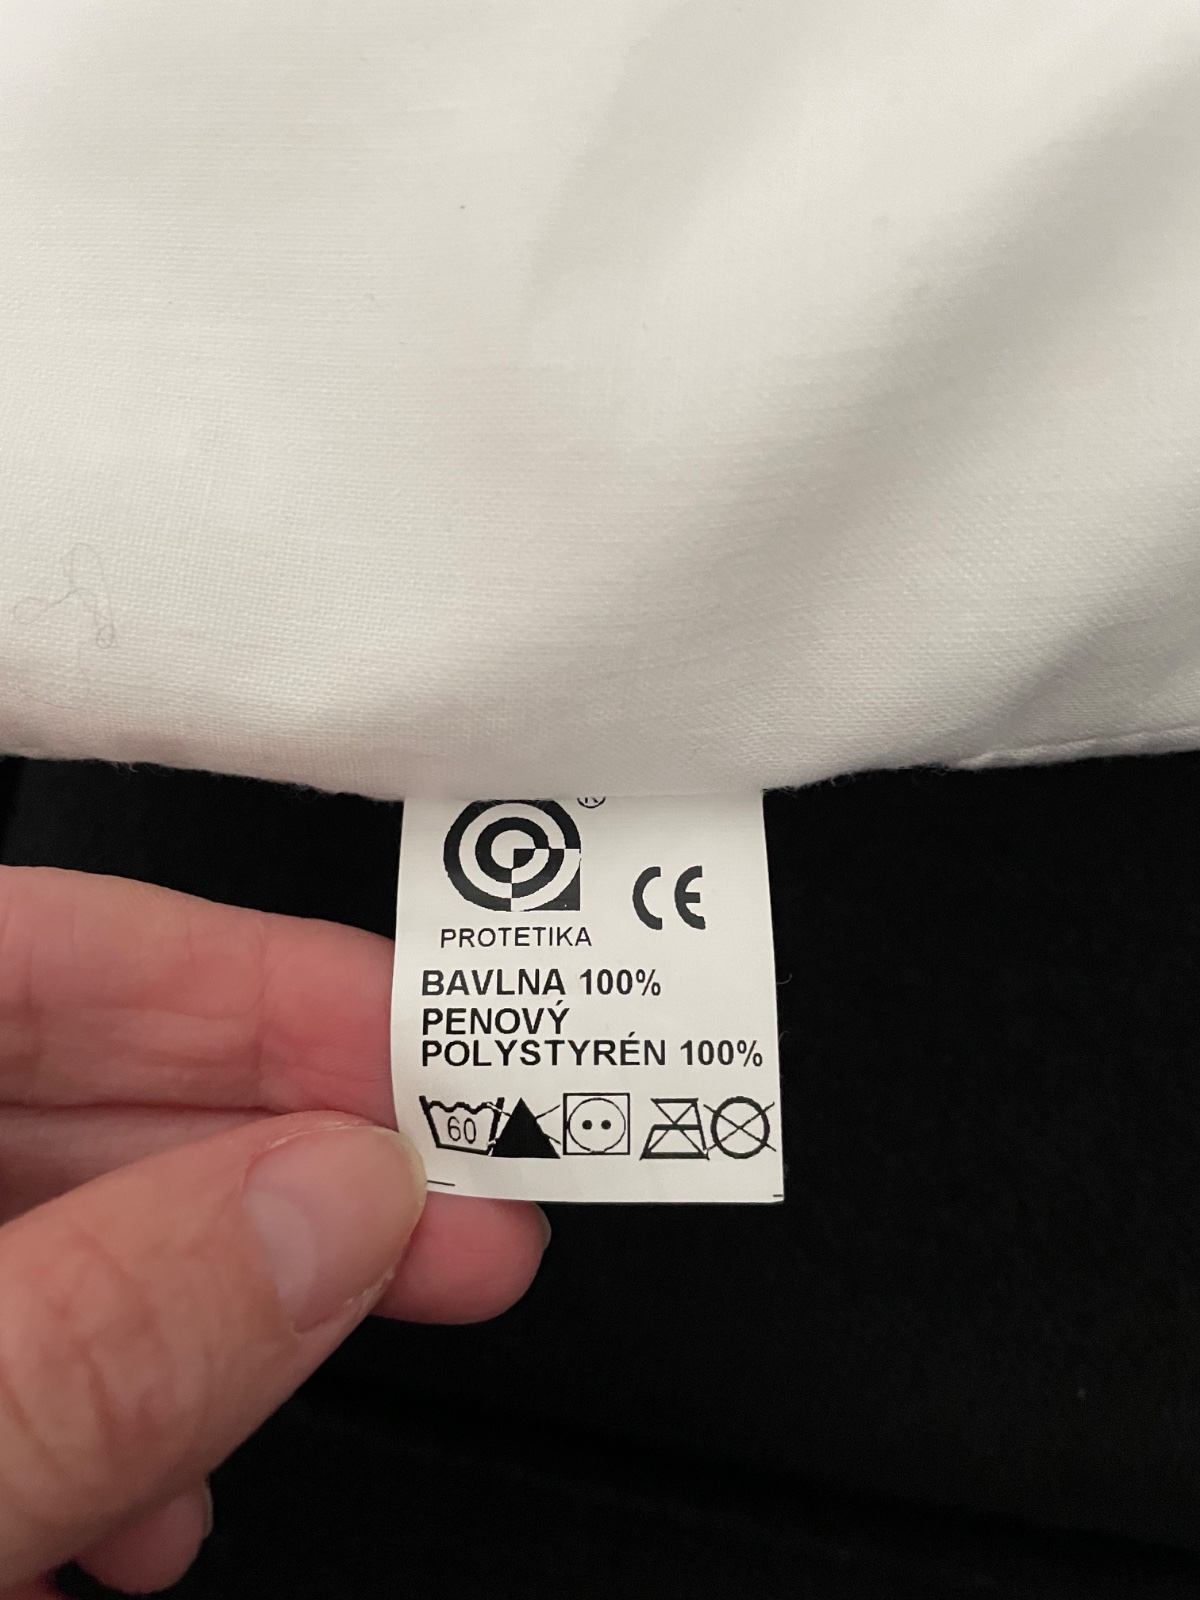 ®
CE
PROTETIKA
BAVLNA 100%
PENOVÝ
POLYSTYRÉN 100%
60